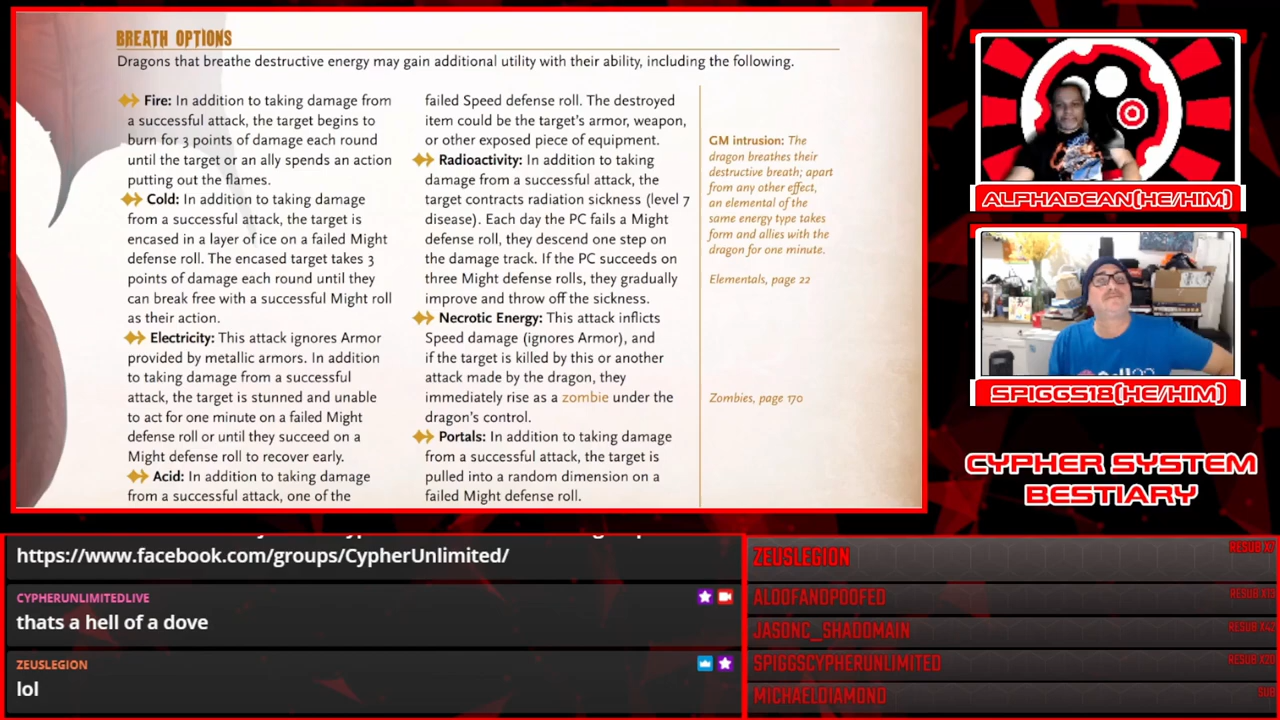 BREATH OPTIONS
Dragons that breathe destructive energy may gain additional utility with their ability, including the following.
Fire: In addition to taking damage from
a successful attack, the target begins to
burn for 3 points of damage each round
until the target or an ally spends an action
putting out the flames.
Cold: In addition to taking damage
from a successful attack, the target is
encased in a layer of ice on a failed Might
defense roll. The encased target takes 3
points of damage each round until they
can break free with a successful Might roll
as their action.
Electricity: This attack ignores Armor
provided by metallic armors. In addition
to taking damage from a successful
attack, the target is stunned and unable
to act for one minute on a failed Might
defense roll or until they succeed on a
Might defense roll to recover early.
Acid: In addition to taking damage
from a successful attack, one of the
failed Speed defense roll. The destroyed
item could be the target's armor, weapon,
or other exposed piece of equipment.
Radioactivity: In addition to taking
damage from a successful attack, the
target contracts radiation sickness (level 7
disease). Each day the PC fails a Might
defense roll, they descend one step on
the damage track. If the PC succeeds on
three Might defense rolls, they gradually
improve and throw off the sickness.
Necrotic Energy: This attack inflicts
Speed damage (ignores Armor), and
if the target is killed by this or another
attack made by the dragon, they
immediately rise as a zombie under the
dragon's control.
Portals: In addition to taking damage
from a successful attack, the target is
pulled into a random dimension on a
failed Might defense roll.
GM intrusion: The
dragon breathes their
destructive breath; apart
from any other effect,
an elemental of the
same energy type takes
form and allies with the
dragon for one minute.
Elementals, page 22
Zombies, page 170
ALPHADEAN(HE/HIM)
SPIGGS18(HE/HIM)
CYPHER SYSTEM
BESTIARY
https://www.facebook.com/groups/CypherUnlimited/
CYPHERUNLIMITEDLIVE
thats a hell of a dove
ZEUSLEGION
lol
ZEUSLEGION RESUB X7
ALOOFANDPOOFED RESUB X13
JASONC_SHADOMAIN RESUB X47
SPIGGSCYPHERUNLIMITED RESUB X20
MICHAELDIAMOND SUB